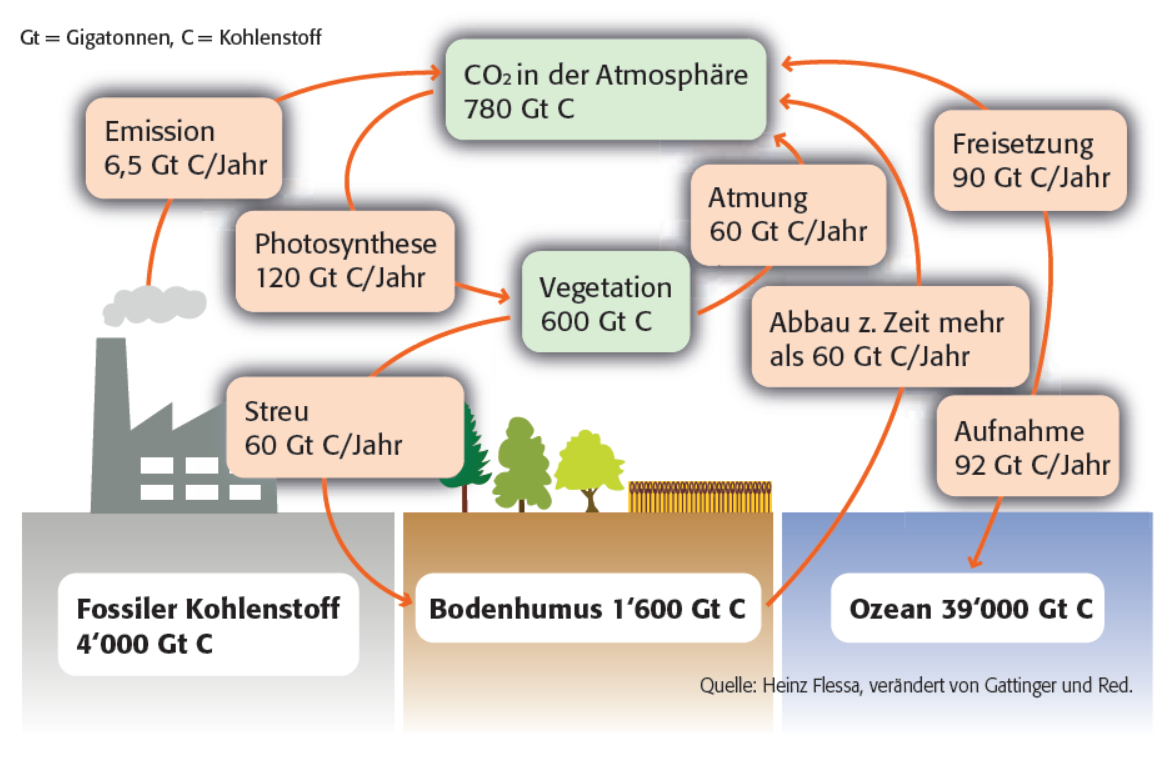 Gt = Gigatonnen, C = Kohlenstoff
CO₂ in der Atmosphäre
780 Gt C
Emission
6,5 Gt C/Jahr
Freisetzung
90 Gt C/Jahr
Atmung
60 Gt C/Jahr
Photosynthese
120 Gt C/Jahr
Vegetation
600 Gt C
Abbau z. Zeit mehr
als 60 Gt C/Jahr
Streu
60 Gt C/Jahr
Aufnahme
92 Gt C/Jahr
Fossiler Kohlenstoff
4‘000 Gt C
Bodenhumus 1‘600 Gt C
Ozean 39‘000 Gt C
Quelle: Heinz Flessa, verändert von Gattinger und Red.